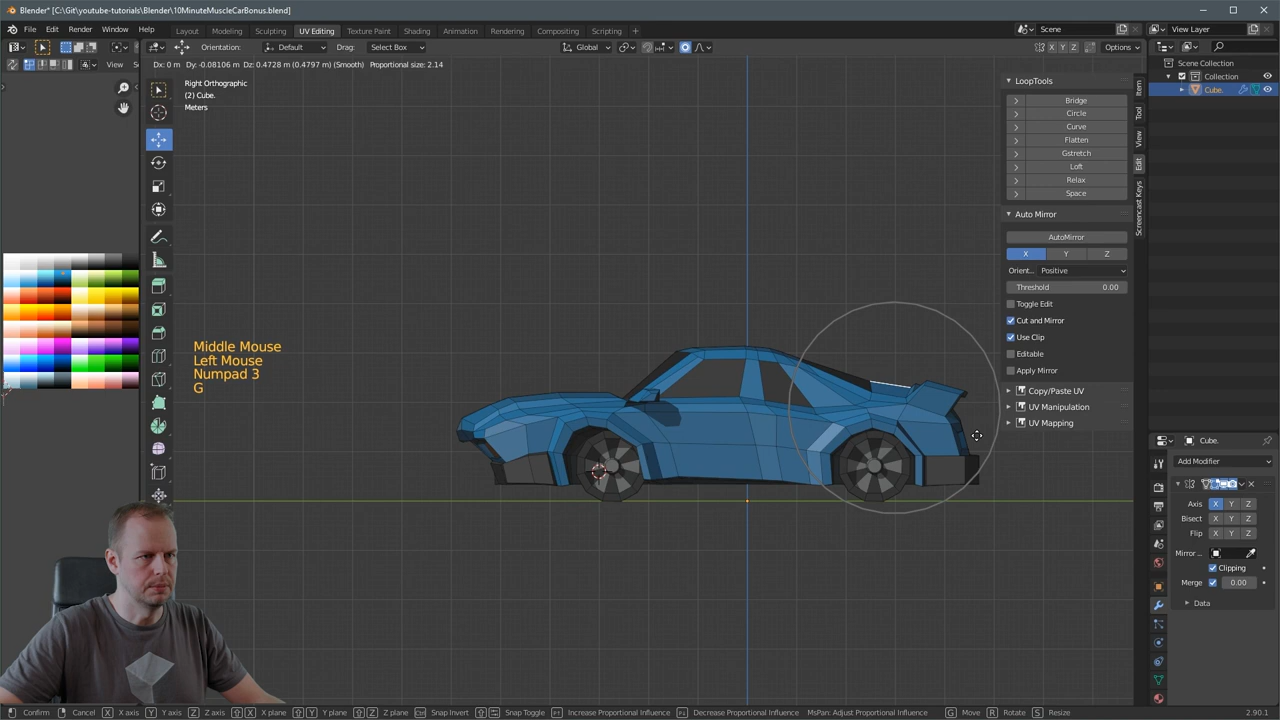 Blender* [C:\Git\youtube-tutorials\Blender\10MinuteMuscleCarBonus.blend]
File Edit Render Window Help Layout Modeling Sculpting UV Editing Texture Paint Shading Animation Rendering Compositing Scripting Scene View Layer
Orientation: Default Drag: Select Box Global X Y Z Options
View S
Dx: 0 m Dy: -0.08106 m Dz: 0.4728 m (0.4797 m) (Smooth) Proportional size: 2.14
Scene Collection
Collection
Cube.
Right Orthographic
(2) Cube.
Meters
LoopTools
Bridge
Circle
Curve
Flatten
Gstretch
Loft
Relax
Space
Item
Tool
View
Edit
Screencast Keys
Auto Mirror
AutoMirror
X Y Z
Orient.. Positive
Threshold 0.00
Toggle Edit
Cut and Mirror
Use Clip
Editable
Apply Mirror
Copy/Paste UV
UV Manipulation
UV Mapping
Middle Mouse
Left Mouse
Numpad 3
G
Cube.
Add Modifier
Axis X Y Z
Bisect X Y Z
Flip X Y Z
Mirror ..
Clipping
Merge 0.00
Data
Confirm Cancel X X axis Y Y axis Z Z axis X X plane Y Y plane Z Z plane Snap Invert Snap Toggle Increase Proportional Influence Decrease Proportional Influence MsPan: Adjust Proportional Influence G Move R Rotate S Resize 2.90.1